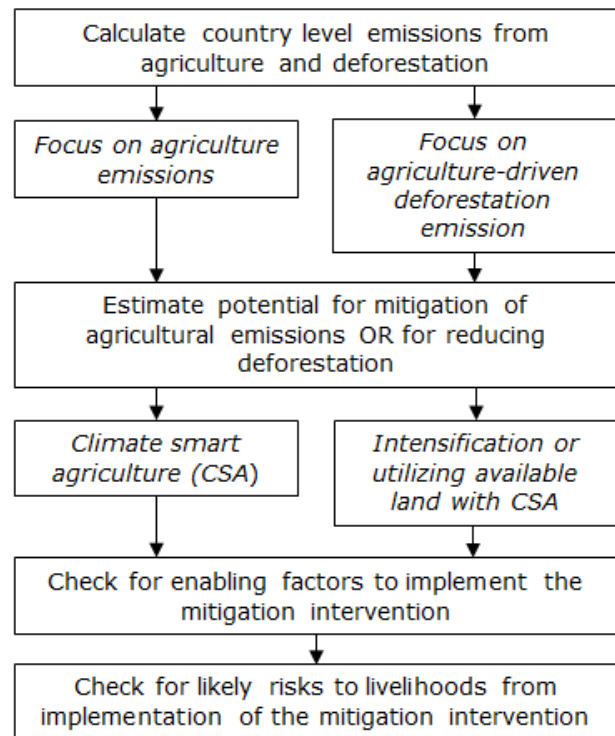 Calculate country level emissions from
agriculture and deforestation
Focus on agriculture
emissions
Focus on
agriculture-driven
deforestation
emission
Estimate potential for mitigation of
agricultural emissions OR for reducing
deforestation
Climate smart
agriculture (CSA)
Intensification or
utilizing available
land with CSA
Check for enabling factors to implement the
mitigation intervention
Check for likely risks to livelihoods from
implementation of the mitigation intervention